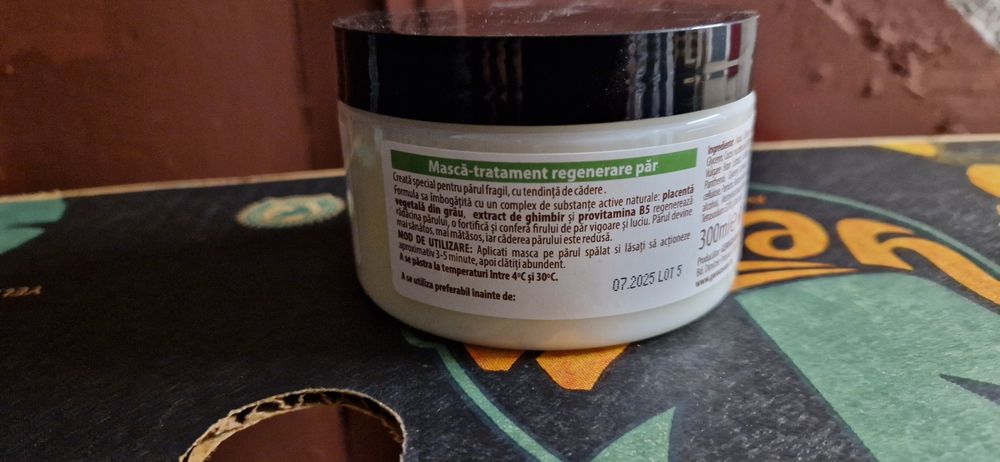 Mască-tratament regenerare păr
Creată special pentru părul fragil, cu tendință de cădere.
Formula sa îmbogățită cu un complex de substanțe active naturale: placentă
vegetală din grâu, extract de ghimbir și provitamina B5 regenerează
rădăcina părului, o fortifică și conferă firului de păr vigoare și luciu. Părul devine
mai sănătos, mai mătăsos, iar căderea părului este redusă.
MOD DE UTILIZARE: Aplicati masca pe părul spălat si lăsați să acționeze
aproximativ 3-5 minute, apoi clătiți abundent.
A se păstra la temperaturi între 4°C și 30°C.
A se utiliza preferabil înainte de:
07.2025 LOT 5
Ingrediente:
Glycerin,
300ml